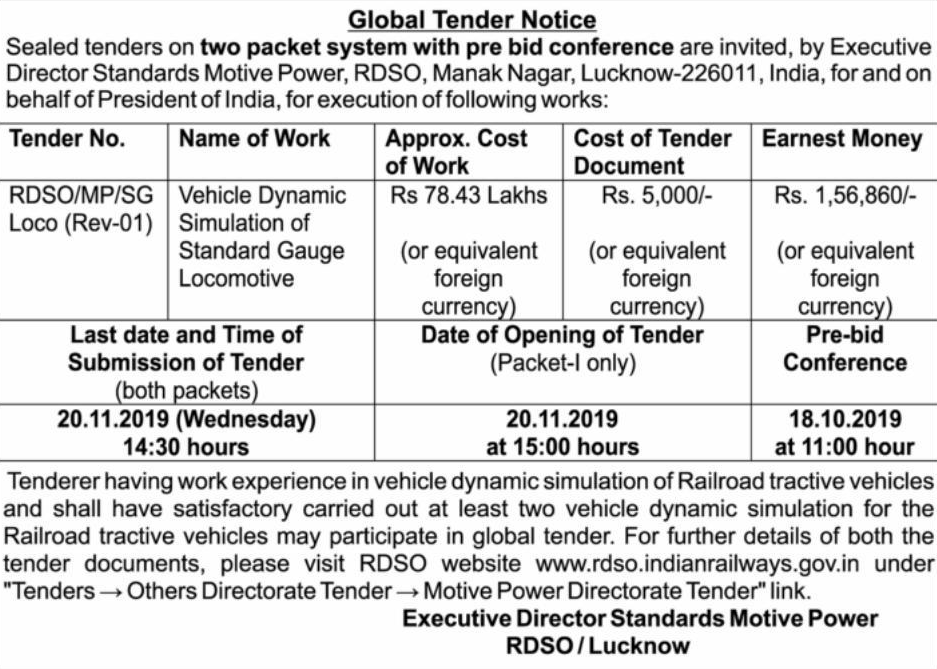 Global Tender Notice
Sealed tenders on two packet system with pre bid conference are invited, by Executive
Director Standards Motive Power, RDSO, Manak Nagar, Lucknow-226011, India, for and on
behalf of President of India, for execution of following works:
Tender No.
Name of Work
Approx. Cost
of Work
Cost of Tender
Document
Earnest Money
RDSO/MP/SG
Loco (Rev-01)
Vehicle Dynamic
Simulation of
Standard Gauge
Locomotive
Rs 78.43 Lakhs
(or equivalent
foreign
currency)
Rs. 5,000/-
(or equivalent
foreign
currency)
Rs. 1,56,860/-
(or equivalent
foreign
currency)
Last date and Time of
Submission of Tender
(both packets)
Date of Opening of Tender
(Packet-I only)
Pre-bid
Conference
20.11.2019 (Wednesday)
14:30 hours
20.11.2019
at 15:00 hours
18.10.2019
at 11:00 hour
Tenderer having work experience in vehicle dynamic simulation of Railroad tractive vehicles
and shall have satisfactory carried out at least two vehicle dynamic simulation for the
Railroad tractive vehicles may participate in global tender. For further details of both the
tender documents, please visit RDSO website www.rdso.indianrailways.gov.in under
"Tenders → Others Directorate Tender → Motive Power Directorate Tender" link.
Executive Director Standards Motive Power
RDSO / Lucknow